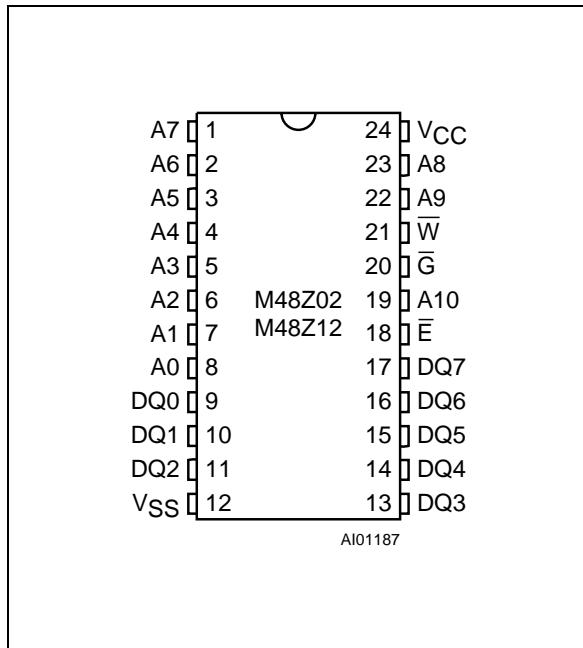 A7 1 24 VCC
A6 2 23 A8
A5 3 22 A9
A4 4 21 W̅
A3 5 20 G̅
A2 6 M48Z02 19 A10
A1 7 M48Z12 18 E̅
A0 8 17 DQ7
DQ0 9 16 DQ6
DQ1 10 15 DQ5
DQ2 11 14 DQ4
VSS 12 13 DQ3
AI01187